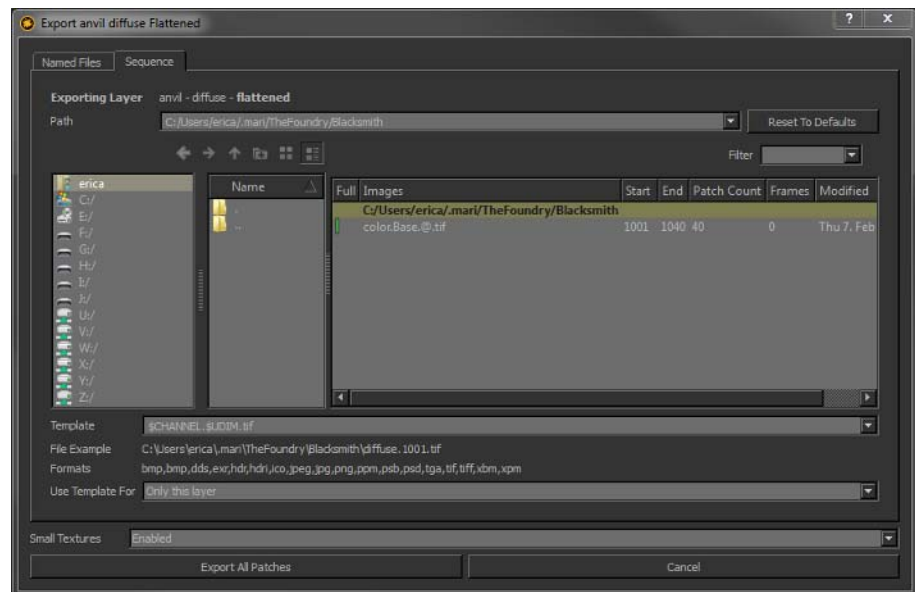 Export anvil diffuse Flattened
Named Files Sequence
Exporting Layer anvil - diffuse - flattened
Path C:/Users/erica/.mari/TheFoundry/Blacksmith Reset To Defaults
Filter
erica
C:/
E:/
F:/
G:/
H:/
I:/
J:/
U:/
V:/
W:/
X:/
Y:/
Z:/
Name
.
..
Full Images Start End Patch Count Frames Modified
C:/Users/erica/.mari/TheFoundry/Blacksmith
color.Base.@.tif 1001 1040 40 0 Thu 7. Feb
Template $CHANNEL.$UDIM.tif
File Example C:\Users\erica\.mari\TheFoundry\Blacksmith\diffuse.1001.tif
Formats bmp,bmp,dds,exr,hdr,hdri,ico,jpeg,jpg,png,ppm,psb,psd,tga,tif,tiff,xbm,xpm
Use Template For Only this layer
Small Textures Enabled
Export All Patches Cancel